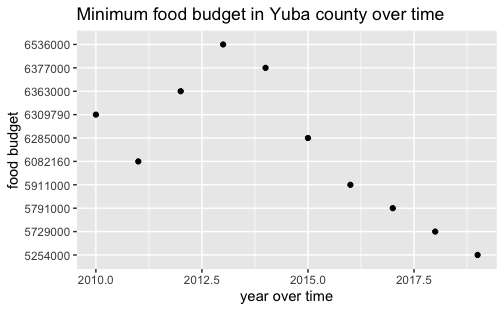 Minimum food budget in Yuba county over time
6536000
6377000
6363000
6309790
6285000
6082160
5911000
5791000
5729000
5254000
food budget
2010.0 2012.5 2015.0 2017.5
year over time